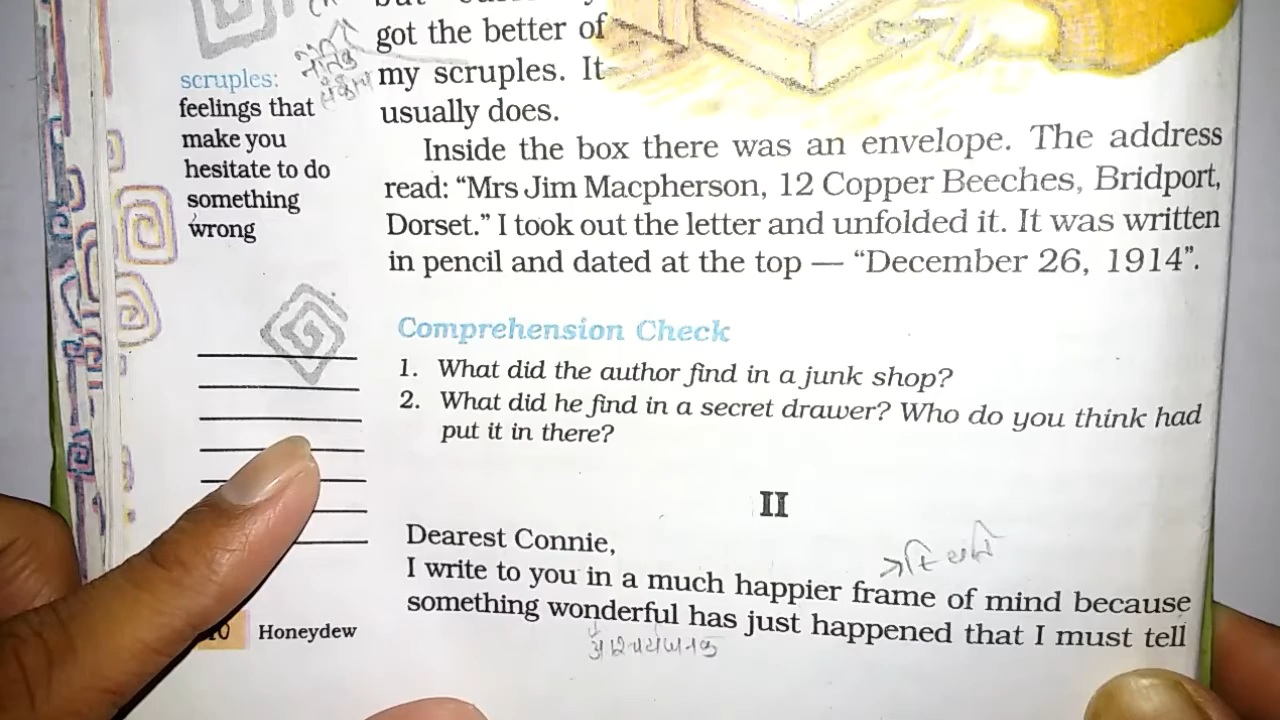 got the better of
my scruples. It
usually does.
scruples:
feelings that
make you
hesitate to do
something
wrong
नैतिक
Inside the box there was an envelope. The address
read: “Mrs Jim Macpherson, 12 Copper Beeches, Bridport,
Dorset.” I took out the letter and unfolded it. It was written
in pencil and dated at the top — “December 26, 1914”.
Comprehension Check
1. What did the author find in a junk shop?
2. What did he find in a secret drawer? Who do you think had
put it in there?
II
Dearest Connie,
I write to you in a much happier frame of mind because
something wonderful has just happened that I must tell
Honeydew